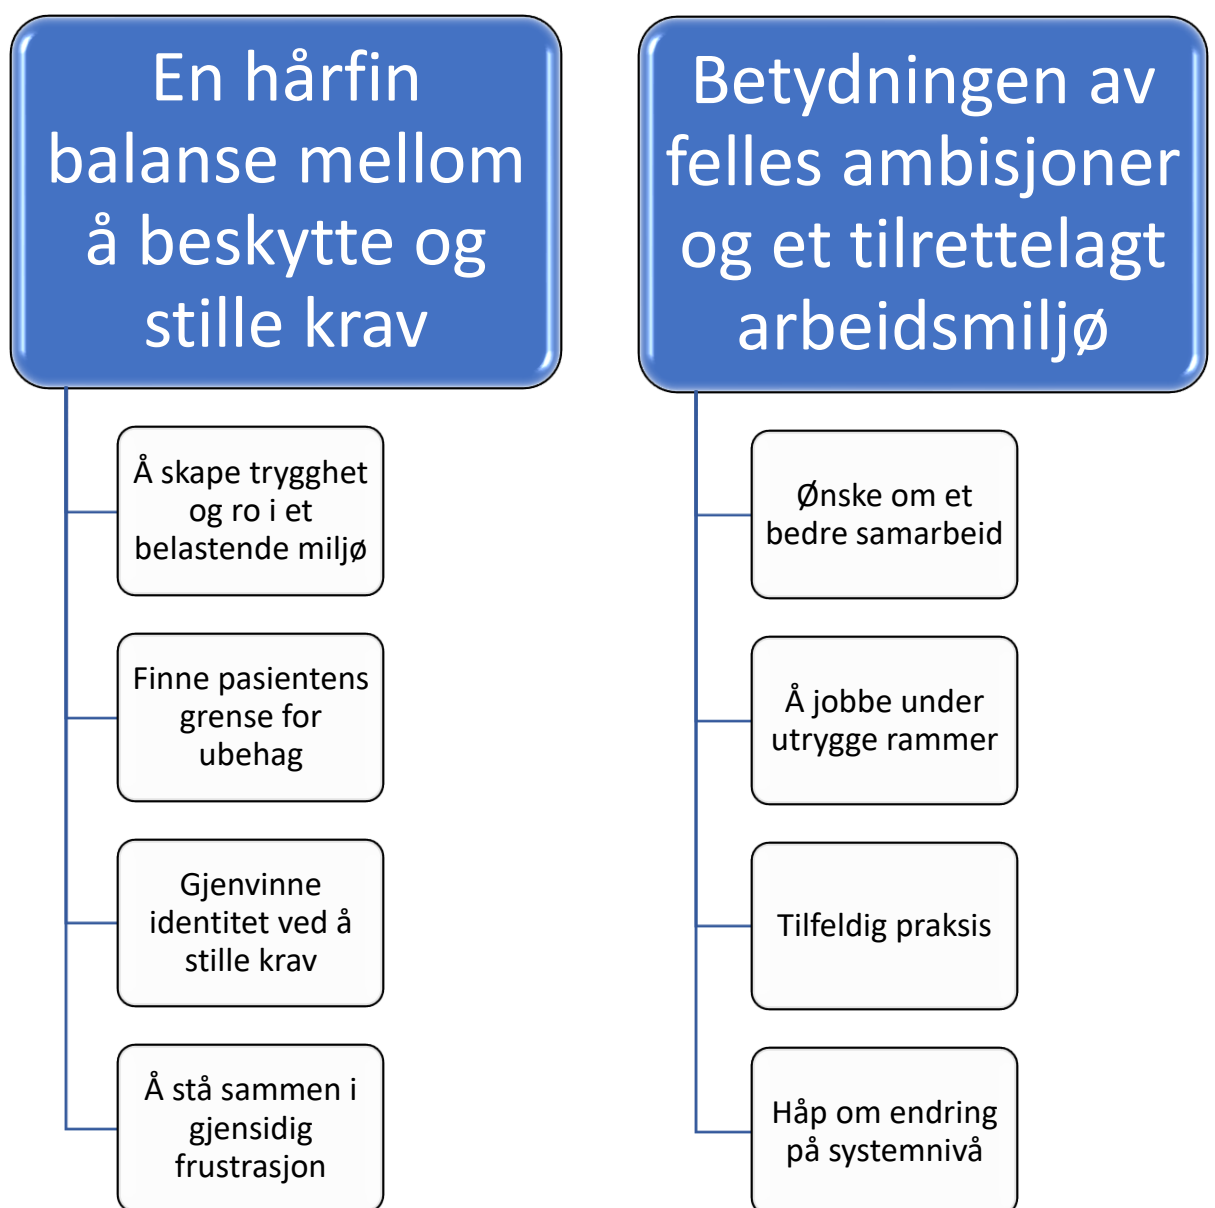 En hårfin
balanse mellom
å beskytte og
stille krav
Å skape trygghet
og ro i et
belastende miljø
Finne pasientens
grense for
ubehag
Gjenvinne
identitet ved å
stille krav
Å stå sammen i
gjensidig
frustrasjon
Betydningen av
felles ambisjoner
og et tilrettelagt
arbeidsmiljø
Ønske om et
bedre samarbeid
Å jobbe under
utrygge rammer
Tilfeldig praksis
Håp om endring
på systemnivå